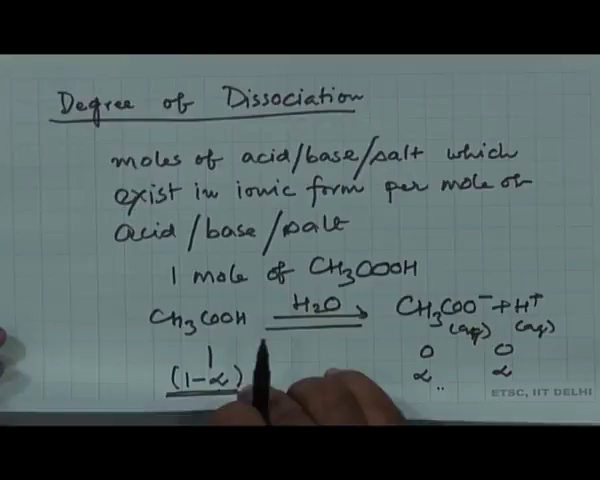 Degree of Dissociation
moles of acid/base/salt which
exist in ionic form per mole of
acid/base/salt
1 mole of CH₃COOH
CH₃COOH H₂O CH₃COO⁻ + H⁺
(aq) (aq)
1 0 0
(1-α) α α
ETSC, IIT DELHI